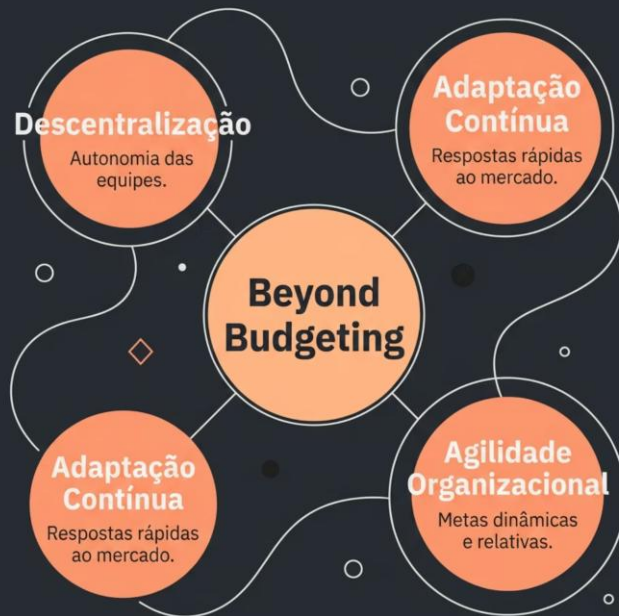 Descentralização
Autonomia das
equipes.
Adaptação
Contínua
Respostas rápidas
ao mercado.
Beyond
Budgeting
Adaptação
Contínua
Respostas rápidas
ao mercado.
Agilidade
Organizacional
Metas dinâmicas
e relativas.